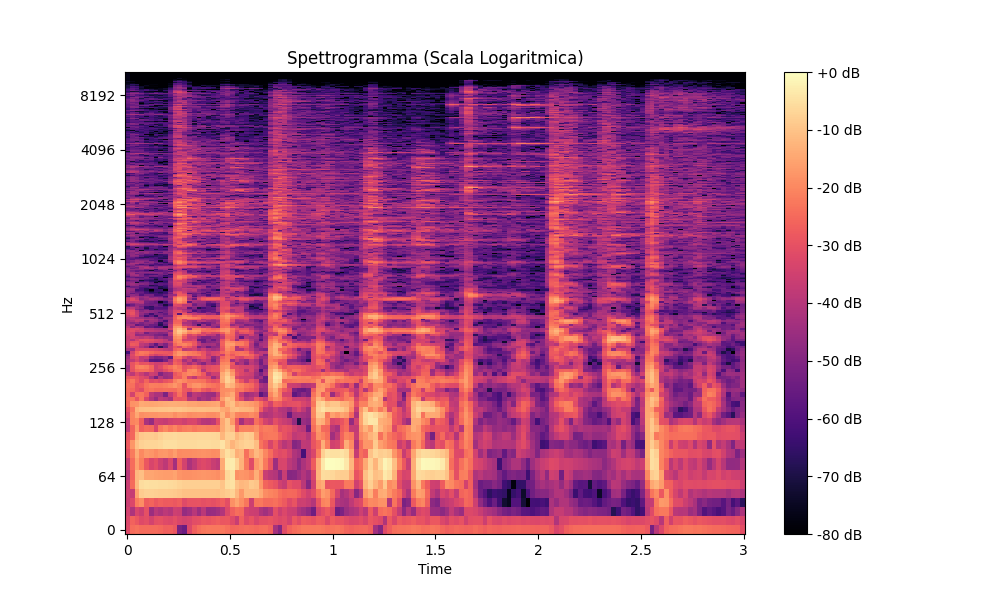 Spettrogramma (Scala Logaritmica)
Hz
8192
4096
2048
1024
512
256
128
64
0
0 0.5 1 1.5 2 2.5 3
Time
+0 dB
-10 dB
-20 dB
-30 dB
-40 dB
-50 dB
-60 dB
-70 dB
-80 dB